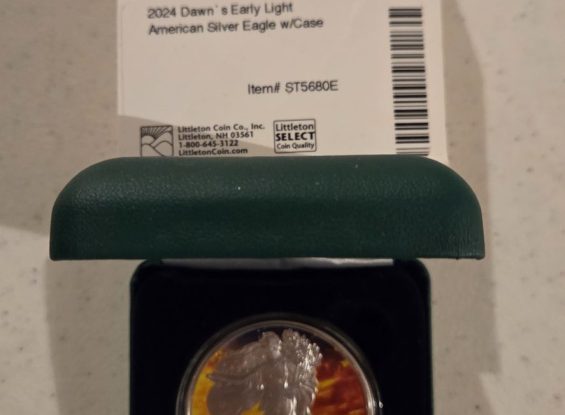 2024 Dawn`s Early Light
American Silver Eagle w/Case
Item# ST5680E
Littleton Coin Co., Inc.
Littleton, NH 03561
1-800-645-3122
LittletonCoin.com
Littleton
SELECT
Coin Quality